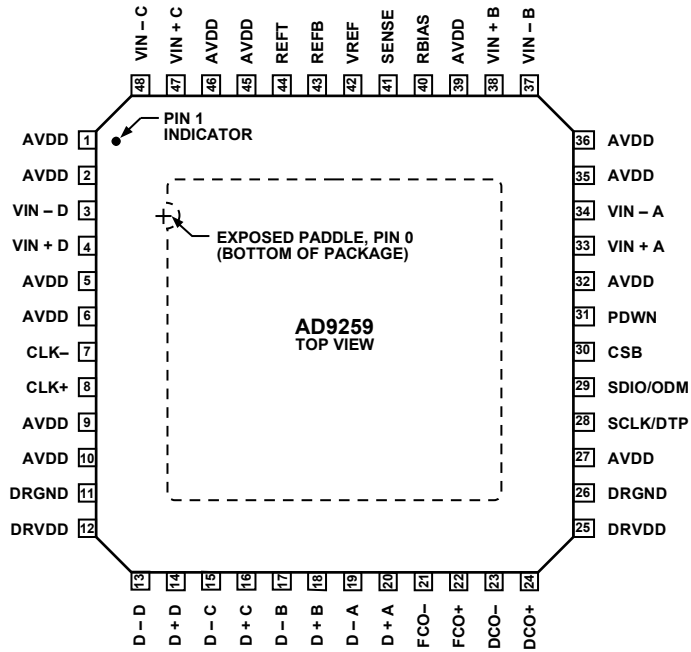 VIN – C
VIN + C
AVDD
AVDD
REFT
REFB
VREF
SENSE
RBIAS
AVDD
VIN + B
VIN – B
48
47
46
45
44
43
42
41
40
39
38
37
PIN 1
INDICATOR
AVDD 1
AVDD 2
VIN – D 3
VIN + D 4
AVDD 5
AVDD 6
CLK– 7
CLK+ 8
AVDD 9
AVDD 10
DRGND 11
DRVDD 12
EXPOSED PADDLE, PIN 0
(BOTTOM OF PACKAGE)
AD9259
TOP VIEW
36 AVDD
35 AVDD
34 VIN – A
33 VIN + A
32 AVDD
31 PDWN
30 CSB
29 SDIO/ODM
28 SCLK/DTP
27 AVDD
26 DRGND
25 DRVDD
13
14
15
16
17
18
19
20
21
22
23
24
D – D
D + D
D – C
D + C
D – B
D + B
D – A
D + A
FCO–
FCO+
DCO–
DCO+